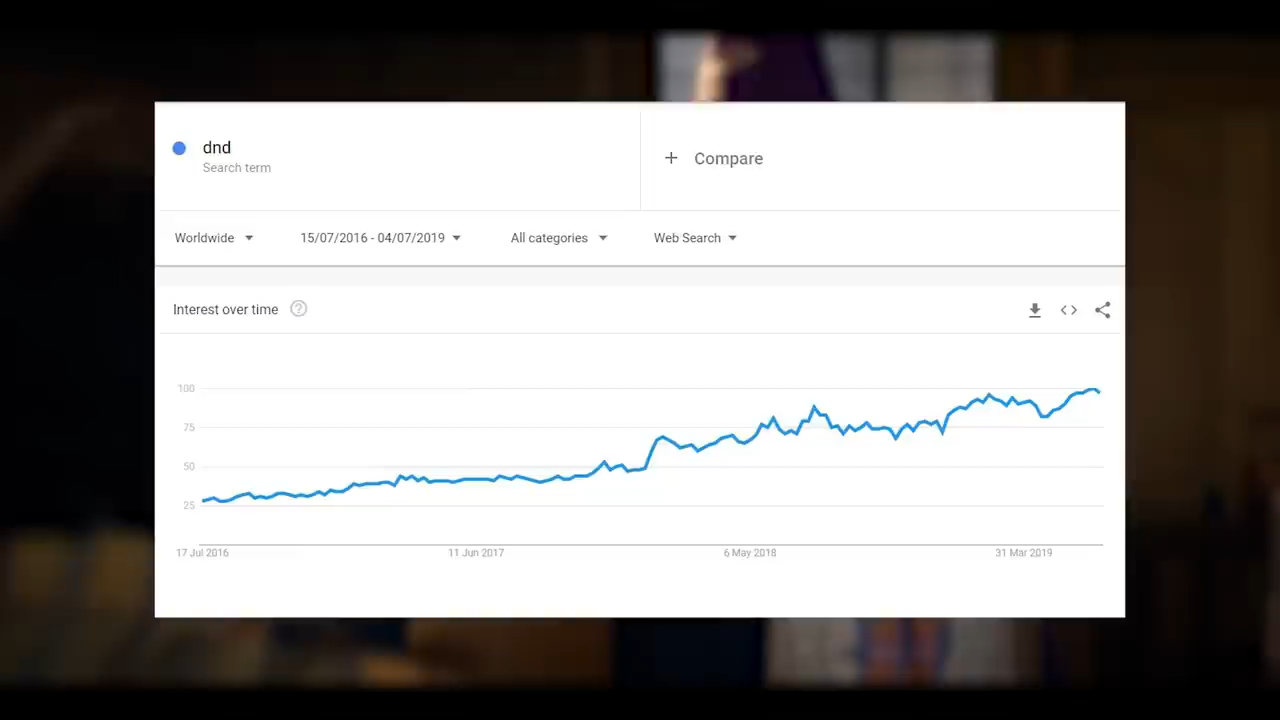 dnd
Search term
+ Compare
Worldwide
15/07/2016 - 04/07/2019
All categories
Web Search
Interest over time ?
100
75
50
25
17 Jul 2016
11 Jun 2017
6 May 2018
31 Mar 2019